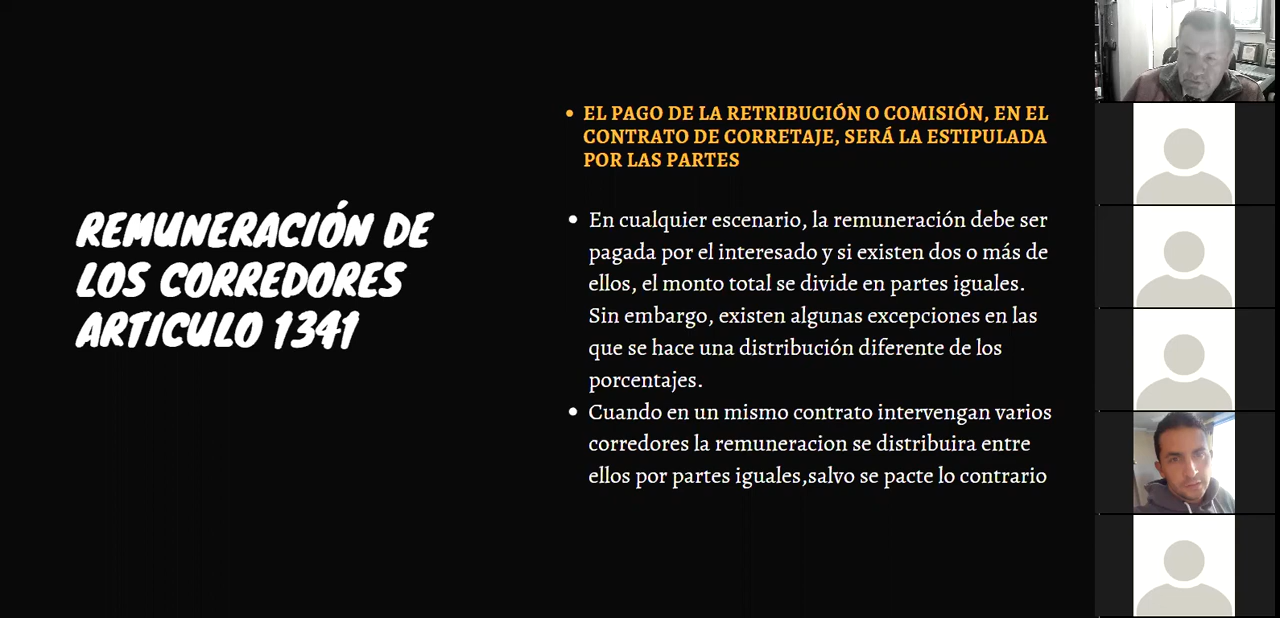 REMUNERACIÓN DE
LOS CORREDORES
ARTICULO 1341
• EL PAGO DE LA RETRIBUCIÓN O COMISIÓN, EN EL
CONTRATO DE CORRETAJE, SERÁ LA ESTIPULADA
POR LAS PARTES
• En cualquier escenario, la remuneración debe ser
pagada por el interesado y si existen dos o más de
ellos, el monto total se divide en partes iguales.
Sin embargo, existen algunas excepciones en las
que se hace una distribución diferente de los
porcentajes.
• Cuando en un mismo contrato intervengan varios
corredores la remuneracion se distribuira entre
ellos por partes iguales,salvo se pacte lo contrario